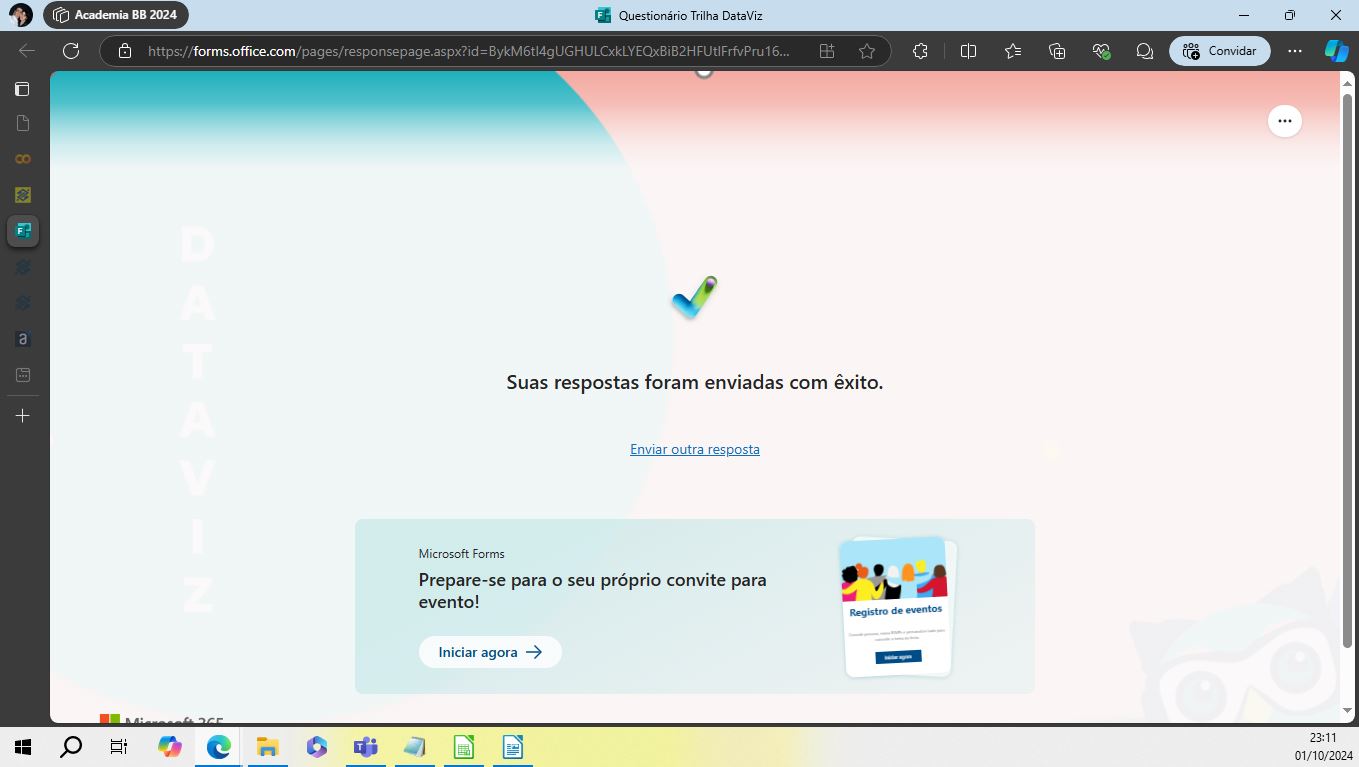 Academia BB 2024
Questionário Trilha DataViz
https://forms.office.com/pages/responsepage.aspx?id=BykM6tl4gUGHULCxkLYEQxBiB2HFUtlFrfvPru16...
Convidar
DATAVIZ
Suas respostas foram enviadas com êxito.
Enviar outra resposta
Microsoft Forms
Prepare-se para o seu próprio convite para
evento!
Iniciar agora
Registro de eventos
Iniciar agora
Microsoft 365
23:11
01/10/2024